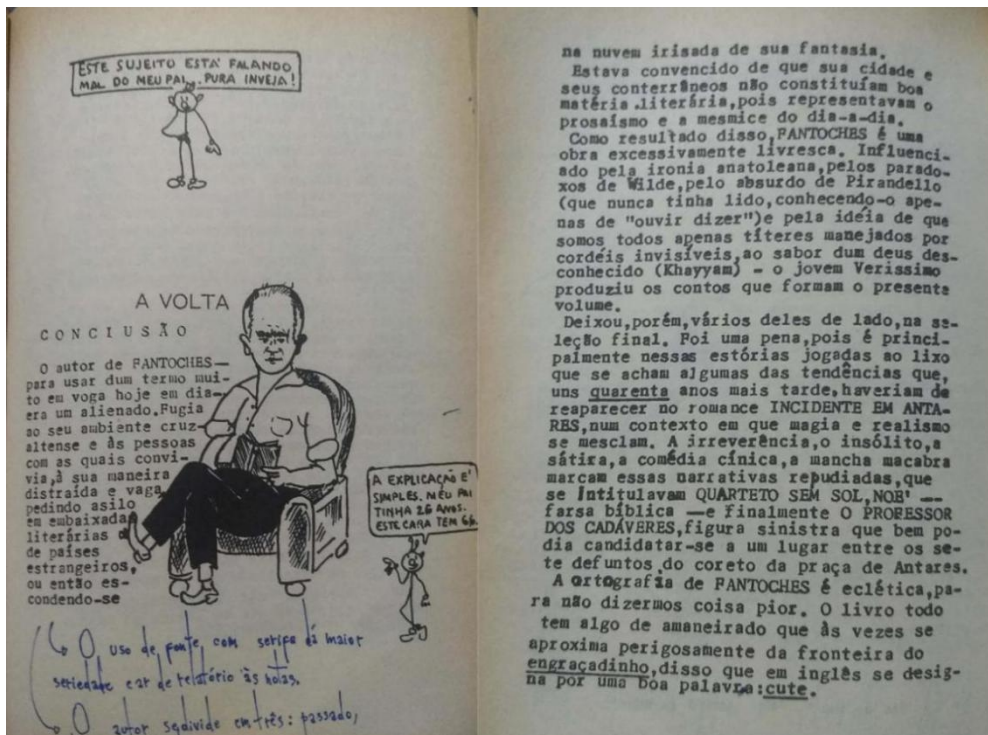 ESTE SUJEITO ESTÁ FALANDO
MAL DO MEU PAI... PURA INVEJA!
A VOLTA
CONCIUSÃO
O autor de FANTOCHES—
para usar dum termo mui-
to em voga hoje em dia-
era um alienado.Fugia
ao seu ambiente cruz-
altense e às pessoas
com as quais convi-
via,à sua maneira
distraída e vaga,
pedindo asilo
em embaixadas
literárias
de países
estrangeiros,
ou então es-
condendo-se
A EXPLICAÇÃO É
SIMPLES. MEU PAI
TINHA 26 ANOS.
ESTE CARA TEM 66.
O uso de fonte com serifa dá maior
seriedade e ar de relatório às notas.
O autor se divide em três: passado,
na nuvem irisada de sua fantasia.
Estava convencido de que sua cidade e
seus conterrâneos não constituíam boa
matéria.literária,pois representavam o
prosaísmo e a mesmice do dia-a-dia.
Como resultado disso,FANTOCHES é uma
obra excessivamente livresca. Influenci-
ado pela ironia anatoleana,pelos parado-
xos de Wilde,pelo absurdo de Pirandello
(que nunca tinha lido,conhecendo-o ape-
nas de "ouvir dizer")e pela idéia de que
somos todos apenas títeres manejados por
cordéis invisíveis,ao sabor dum deus des-
conhecido (Khayyam) - o jovem Verissimo
produziu os contos que formam o presente
volume.
Deixou,porém,vários deles de lado,na se-
leção final. Foi uma pena,pois é princi-
palmente nessas estórias jogadas ao lixo
que se acham algumas das tendências que,
uns quarenta anos mais tarde,haveriam de
reaparecer no romance INCIDENTE EM ANTA-
RES,num contexto em que magia e realismo
se mesclam. A irreverência,o insólito,a
sátira,a comédia cínica,a mancha macabra
marcam essas narrativas repudiadas,que
se Intitulavam QUARTETO SEM SOL,NOE' —
farsa bíblica —e finalmente O PROFESSOR
DOS CADÁVERES,figura sinistra que bem po-
dia candidatar-se a um lugar entre os se-
te defuntos do coreto da praça de Antares.
A ortografia de FANTOCHES é eclética,pa-
ra não dizermos coisa pior. O livro todo
tem algo de amaneirado que às vezes se
aproxima perigosamente da fronteira do
engraçadinho,disso que em inglês se desig-
na por uma boa palavra:cute.